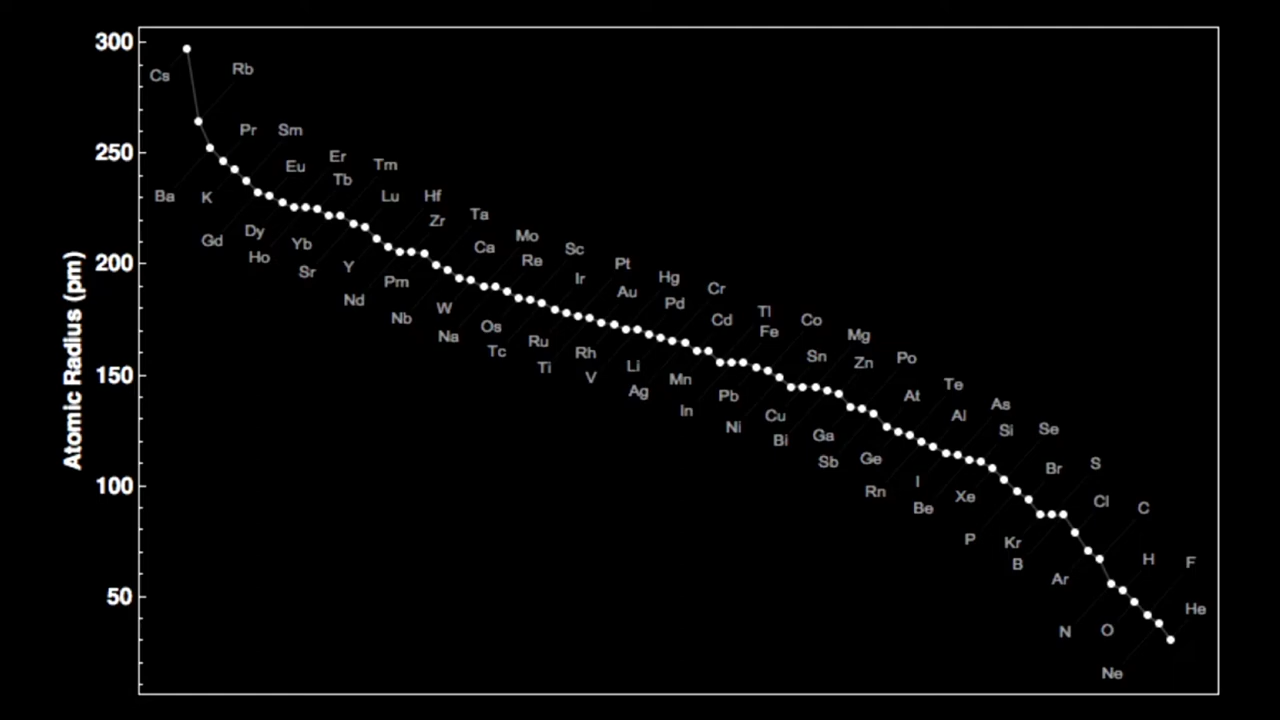 300
Cs
Rb
Pr
Sm
250
Eu
Er
Tb
Tm
Ba
K
Lu
Hf
Gd
Dy
Zr
Ta
Ho
Yb
Ca
Mo
200
Sr
Y
Re
Sc
Nd
Pm
Ir
Pt
Nb
W
Au
Hg
Na
Os
Pd
Cr
Tc
Ru
Cd
Tl
Ti
Rh
Fe
Co
150
V
Li
Sn
Mg
Ag
Mn
Zn
Po
In
Pb
At
Te
Ni
Cu
Al
As
Bi
Ga
Si
Se
Sb
Ge
Br
S
100
Rn
I
Cl
C
Be
Xe
P
Kr
H
F
B
Ar
50
He
N
O
Ne
Atomic Radius (pm)